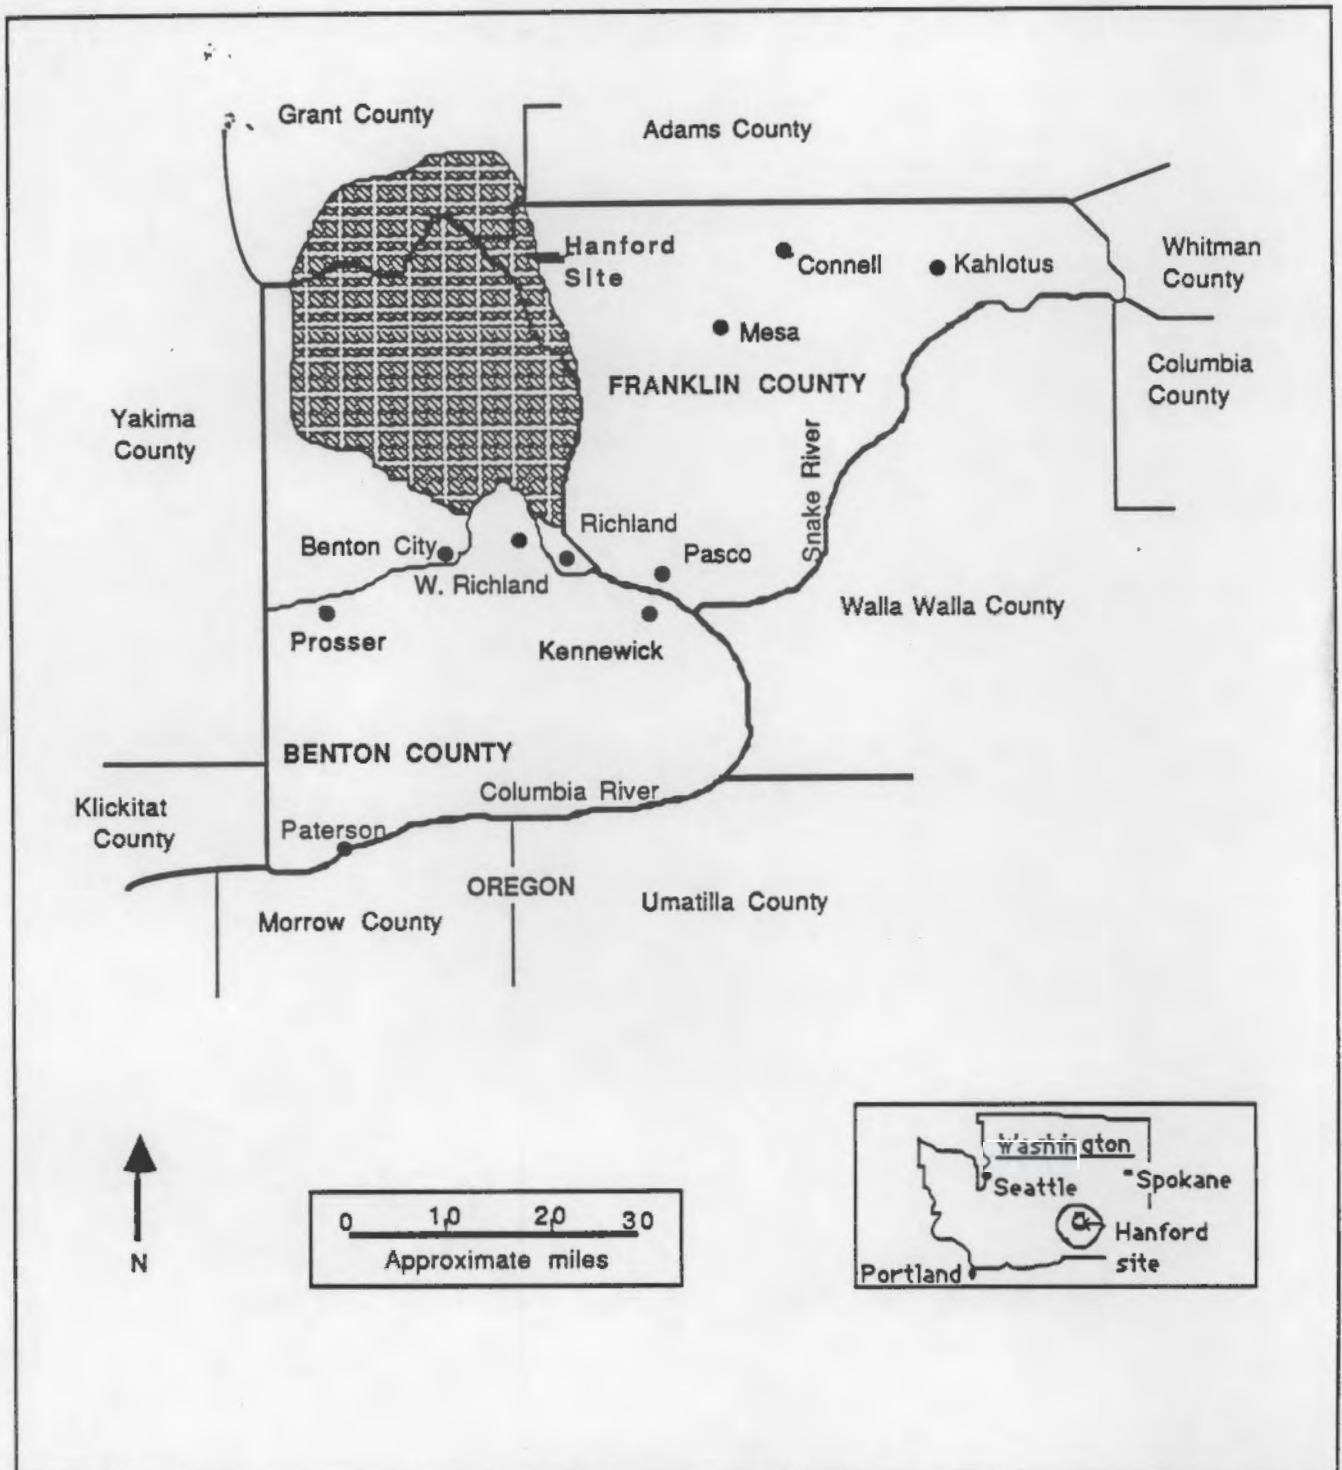 Grant County
Adams County
Hanford
Site
Connell
Kahlotus
Whitman
County
Mesa
FRANKLIN COUNTY
Columbia
County
Yakima
County
Snake River
Richland
Benton City
Pasco
W. Richland
Walla Walla County
Prosser
Kennewick
BENTON COUNTY
Columbia River
Klickitat
County
Paterson
OREGON
Umatilla County
Morrow County
N
0 10 20 30
Approximate miles
Washington
Seattle
Spokane
Hanford
site
Portland